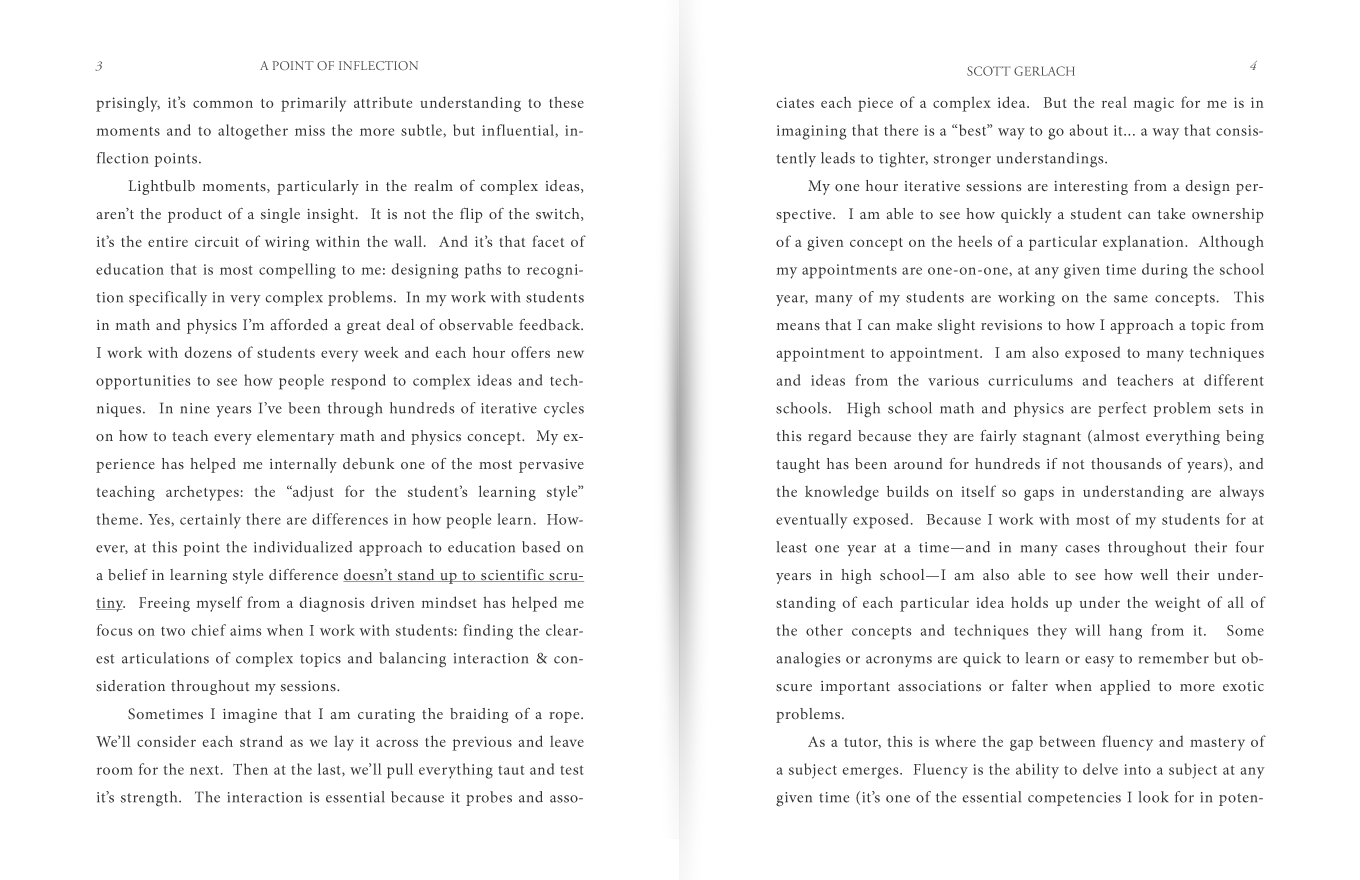 3
A POINT OF INFLECTION
prisingly, it’s common to primarily attribute understanding to these
moments and to altogether miss the more subtle, but influential, in-
flection points.
Lightbulb moments, particularly in the realm of complex ideas,
aren’t the product of a single insight.  It is not the flip of the switch,
it’s the entire circuit of wiring within the wall.  And it’s that facet of
education that is most compelling to me: designing paths to recogni-
tion specifically in very complex problems.  In my work with students
in math and physics I’m afforded a great deal of observable feedback.
I work with dozens of students every week and each hour offers new
opportunities to see how people respond to complex ideas and tech-
niques.  In nine years I’ve been through hundreds of iterative cycles
on how to teach every elementary math and physics concept.  My ex-
perience has helped me internally debunk one of the most pervasive
teaching archetypes: the “adjust for the student’s learning style”
theme. Yes, certainly there are differences in how people learn.  How-
ever, at this point the individualized approach to education based on
a belief in learning style difference doesn’t stand up to scientific scru-
tiny.  Freeing myself from a diagnosis driven mindset has helped me
focus on two chief aims when I work with students: finding the clear-
est articulations of complex topics and balancing interaction & con-
sideration throughout my sessions.
Sometimes I imagine that I am curating the braiding of a rope.
We’ll consider each strand as we lay it across the previous and leave
room for the next.  Then at the last, we’ll pull everything taut and test
it’s strength.  The interaction is essential because it probes and asso-
SCOTT GERLACH
4
ciates each piece of a complex idea.  But the real magic for me is in
imagining that there is a “best” way to go about it... a way that consis-
tently leads to tighter, stronger understandings.
My one hour iterative sessions are interesting from a design per-
spective.  I am able to see how quickly a student can take ownership
of a given concept on the heels of a particular explanation.  Although
my appointments are one-on-one, at any given time during the school
year, many of my students are working on the same concepts.  This
means that I can make slight revisions to how I approach a topic from
appointment to appointment.  I am also exposed to many techniques
and ideas from the various curriculums and teachers at different
schools.  High school math and physics are perfect problem sets in
this regard because they are fairly stagnant (almost everything being
taught has been around for hundreds if not thousands of years), and
the knowledge builds on itself so gaps in understanding are always
eventually exposed.  Because I work with most of my students for at
least one year at a time—and in many cases throughout their four
years in high school—I am also able to see how well their under-
standing of each particular idea holds up under the weight of all of
the other concepts and techniques they will hang from it.  Some
analogies or acronyms are quick to learn or easy to remember but ob-
scure important associations or falter when applied to more exotic
problems.
As a tutor, this is where the gap between fluency and mastery of
a subject emerges.  Fluency is the ability to delve into a subject at any
given time (it’s one of the essential competencies I look for in poten-